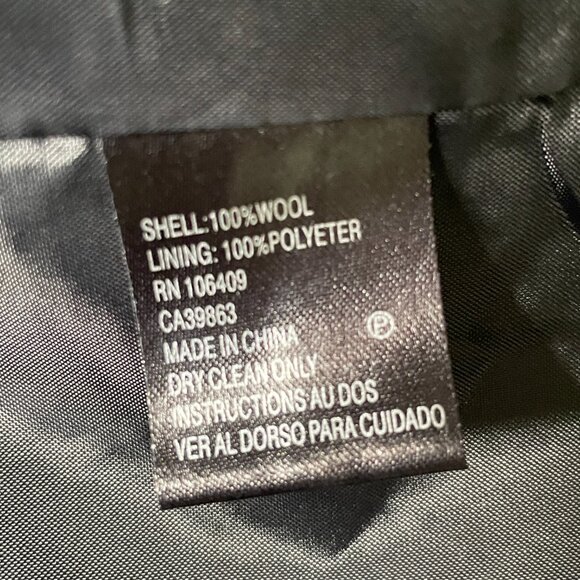 SHELL:100%WOOL
LINING: 100%POLYETER
RN 106409
CA39863
MADE IN CHINA
P
DRY CLEAN ONLY
INSTRUCTIONS AU DOS
VER AL DORSO PARA CUIDADO